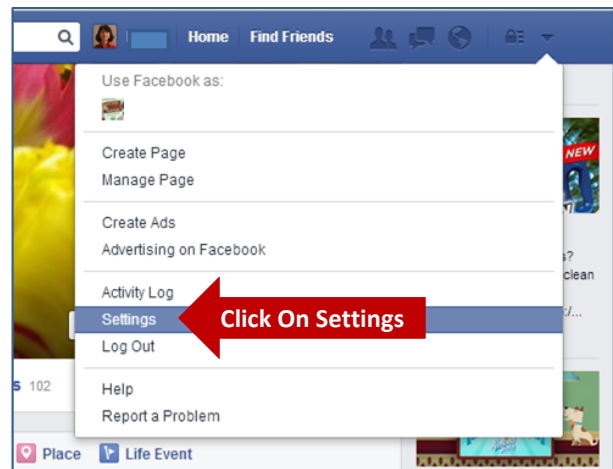 Home Find Friends
Use Facebook as:
Create Page
Manage Page
NEW
Create Ads
Advertising on Facebook
s?
clean
Activity Log
Settings
Click On Settings
:/...
Log Out
s 102
Help
Report a Problem
Place Life Event